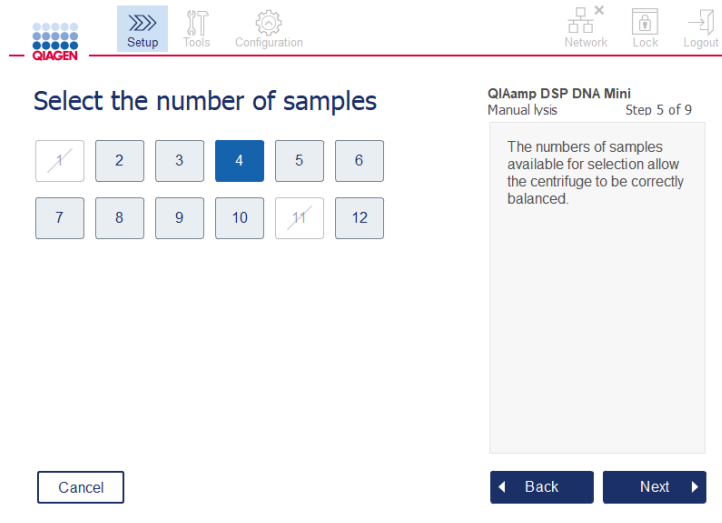 Setup
Tools
Configuration
Network
Lock
Logout
QIAGEN
Select the number of samples
QIAamp DSP DNA Mini
Manual lysis
Step 5 of 9
1 2 3 4 5 6
7 8 9 10 11 12
The numbers of samples
available for selection allow
the centrifuge to be correctly
balanced.
Cancel
Back
Next